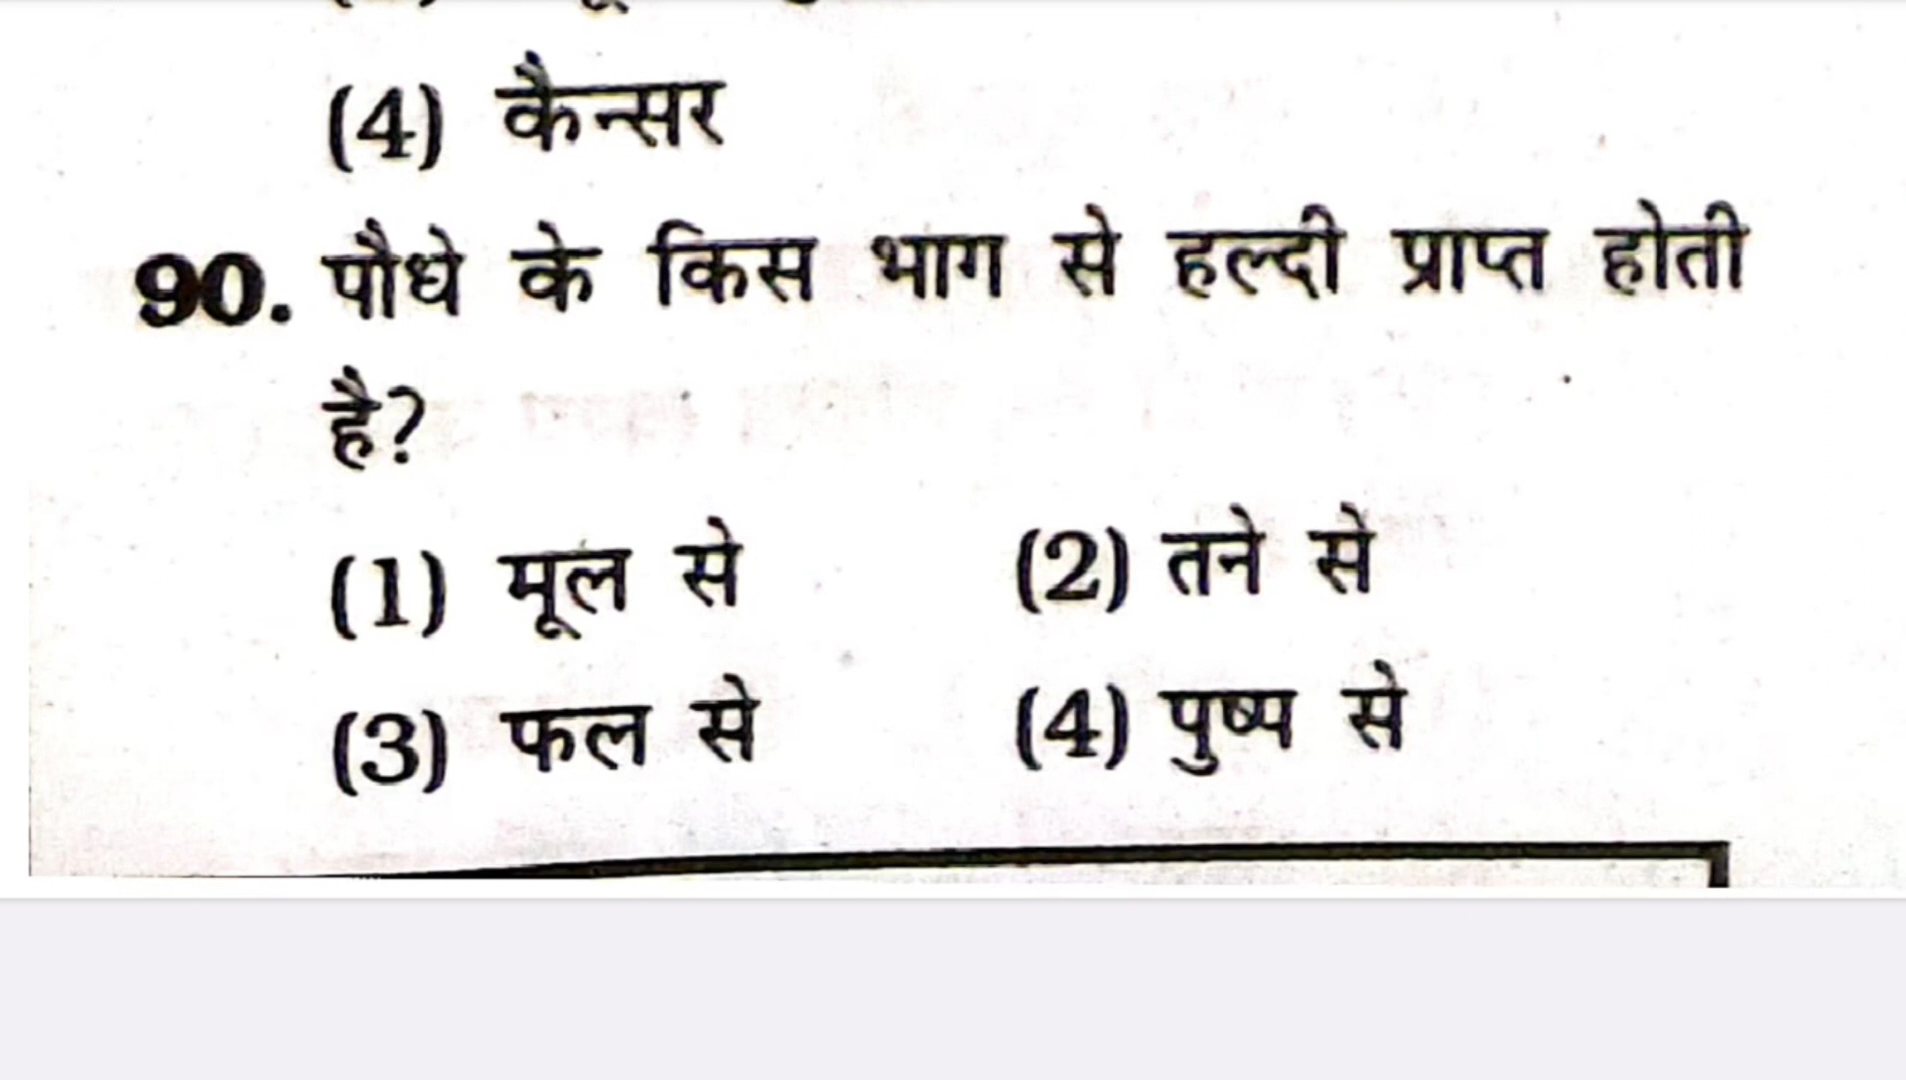 (4) कैन्सर
90. पौधे के किस भाग से हल्दी प्राप्त होती
है?
(1) मूल से (2) तने से
(3) फल से (4) पुष्प से